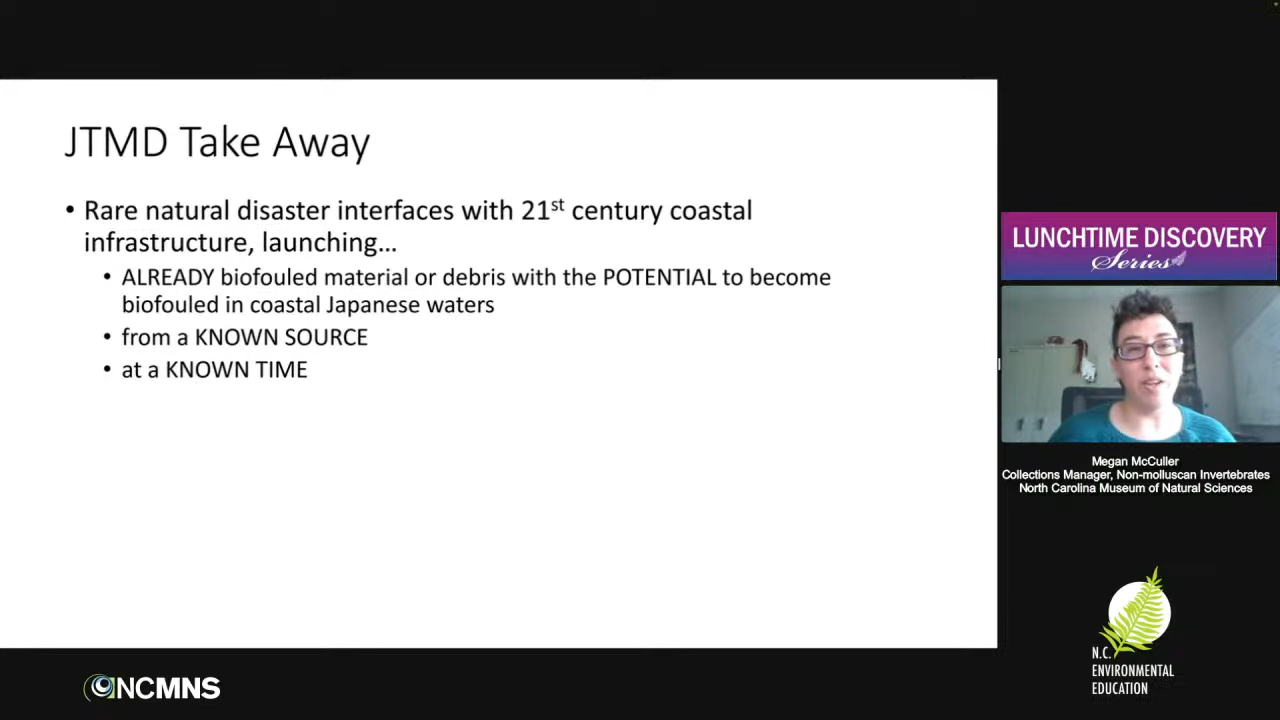 JTMD Take Away
• Rare natural disaster interfaces with 21st century coastal
infrastructure, launching...
• ALREADY biofouled material or debris with the POTENTIAL to become
biofouled in coastal Japanese waters
• from a KNOWN SOURCE
• at a KNOWN TIME
LUNCHTIME DISCOVERY
Series
Megan McCuller
Collections Manager, Non-molluscan Invertebrates
North Carolina Museum of Natural Sciences
N.C.
ENVIRONMENTAL
EDUCATION
NCMNS